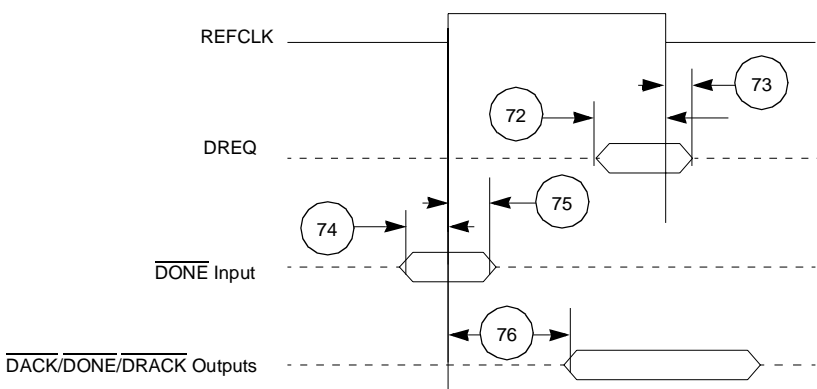 REFCLK
73
72
DREQ
75
74
DONE Input
76
DACK/DONE/DRACK Outputs